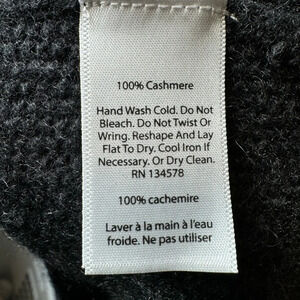 100% Cashmere
Hand Wash Cold. Do Not
Bleach. Do Not Twist Or
Wring. Reshape And Lay
Flat To Dry. Cool Iron If
Necessary. Or Dry Clean.
RN 134578
100% cachemire
Laver à la main à l'eau
froide. Ne pas utiliser